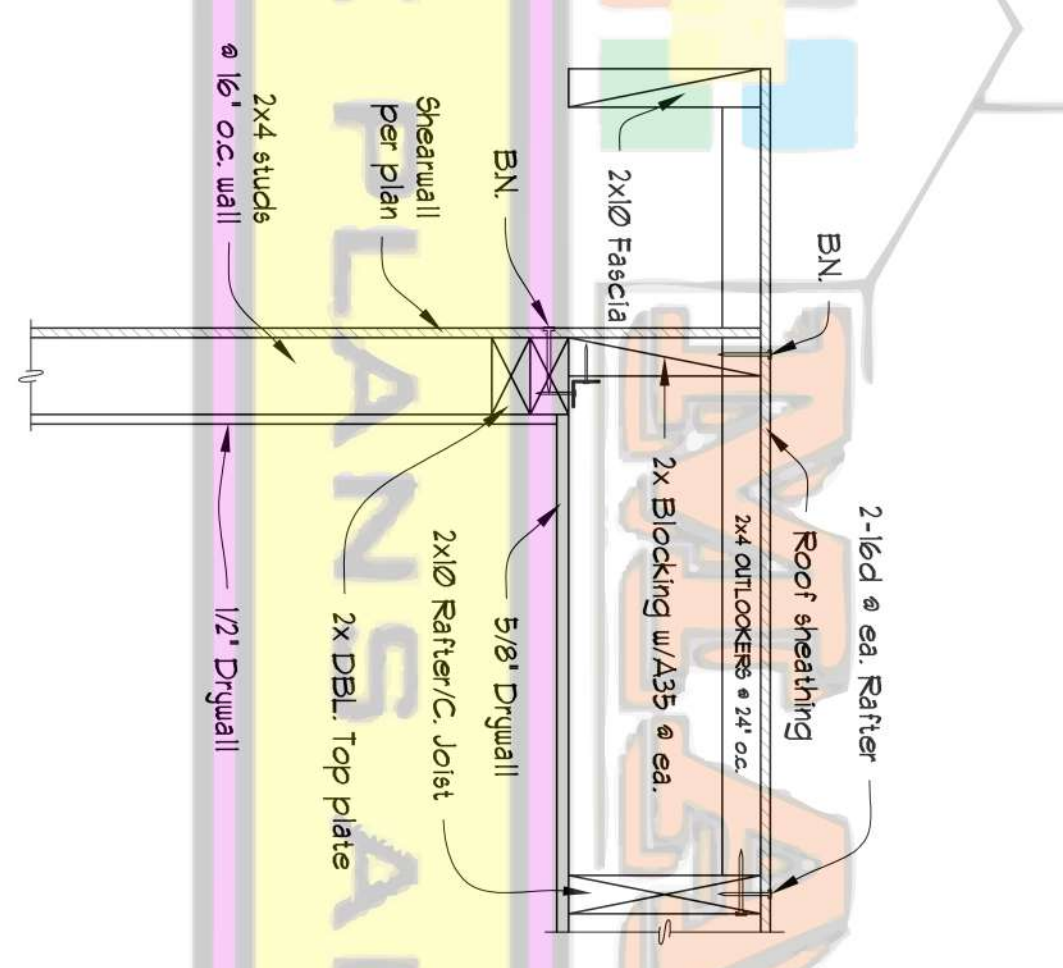 2-16d @ ea. Rafter
Roof sheathing
B.N.
2x4 OUTLOOKERS @ 24" o.c.
2x Blocking w/A35 @ ea.
2x10 Fascia
5/8" Drywall
B.N.
2x10 Rafter/C. Joist
Shearwall
per plan
2x DBL. Top plate
2x4 studs
@ 16" o.c. wall
1/2" Drywall
PLANS